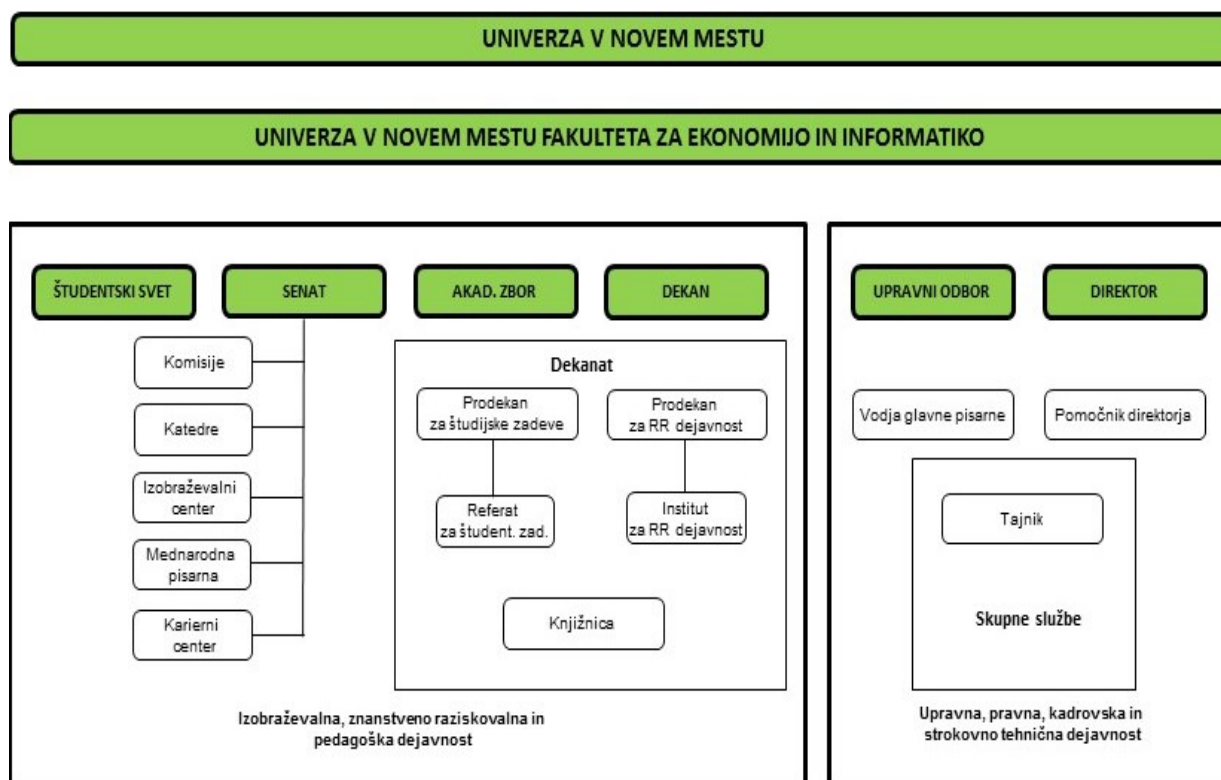 UNIVERZA V NOVEM MESTU
UNIVERZA V NOVEM MESTU FAKULTETA ZA EKONOMIJO IN INFORMATIKO
ŠTUDENTSKI SVET
SENAT
AKAD. ZBOR
DEKAN
Komisije
Katedre
Izobraževalni
center
Mednarodna
pisarna
Karierni
center
Dekanat
Prodekan
za študijske zadeve
Prodekan
za RR dejavnost
Referat
za študent. zad.
Institut
za RR dejavnost
Knjižnica
Izobraževalna, znanstveno raziskovalna in
pedagoška dejavnost
UPRAVNI ODBOR
DIREKTOR
Vodja glavne pisarne
Pomočnik direktorja
Tajnik
Skupne službe
Upravna, pravna, kadrovska in
strokovno tehnična dejavnost